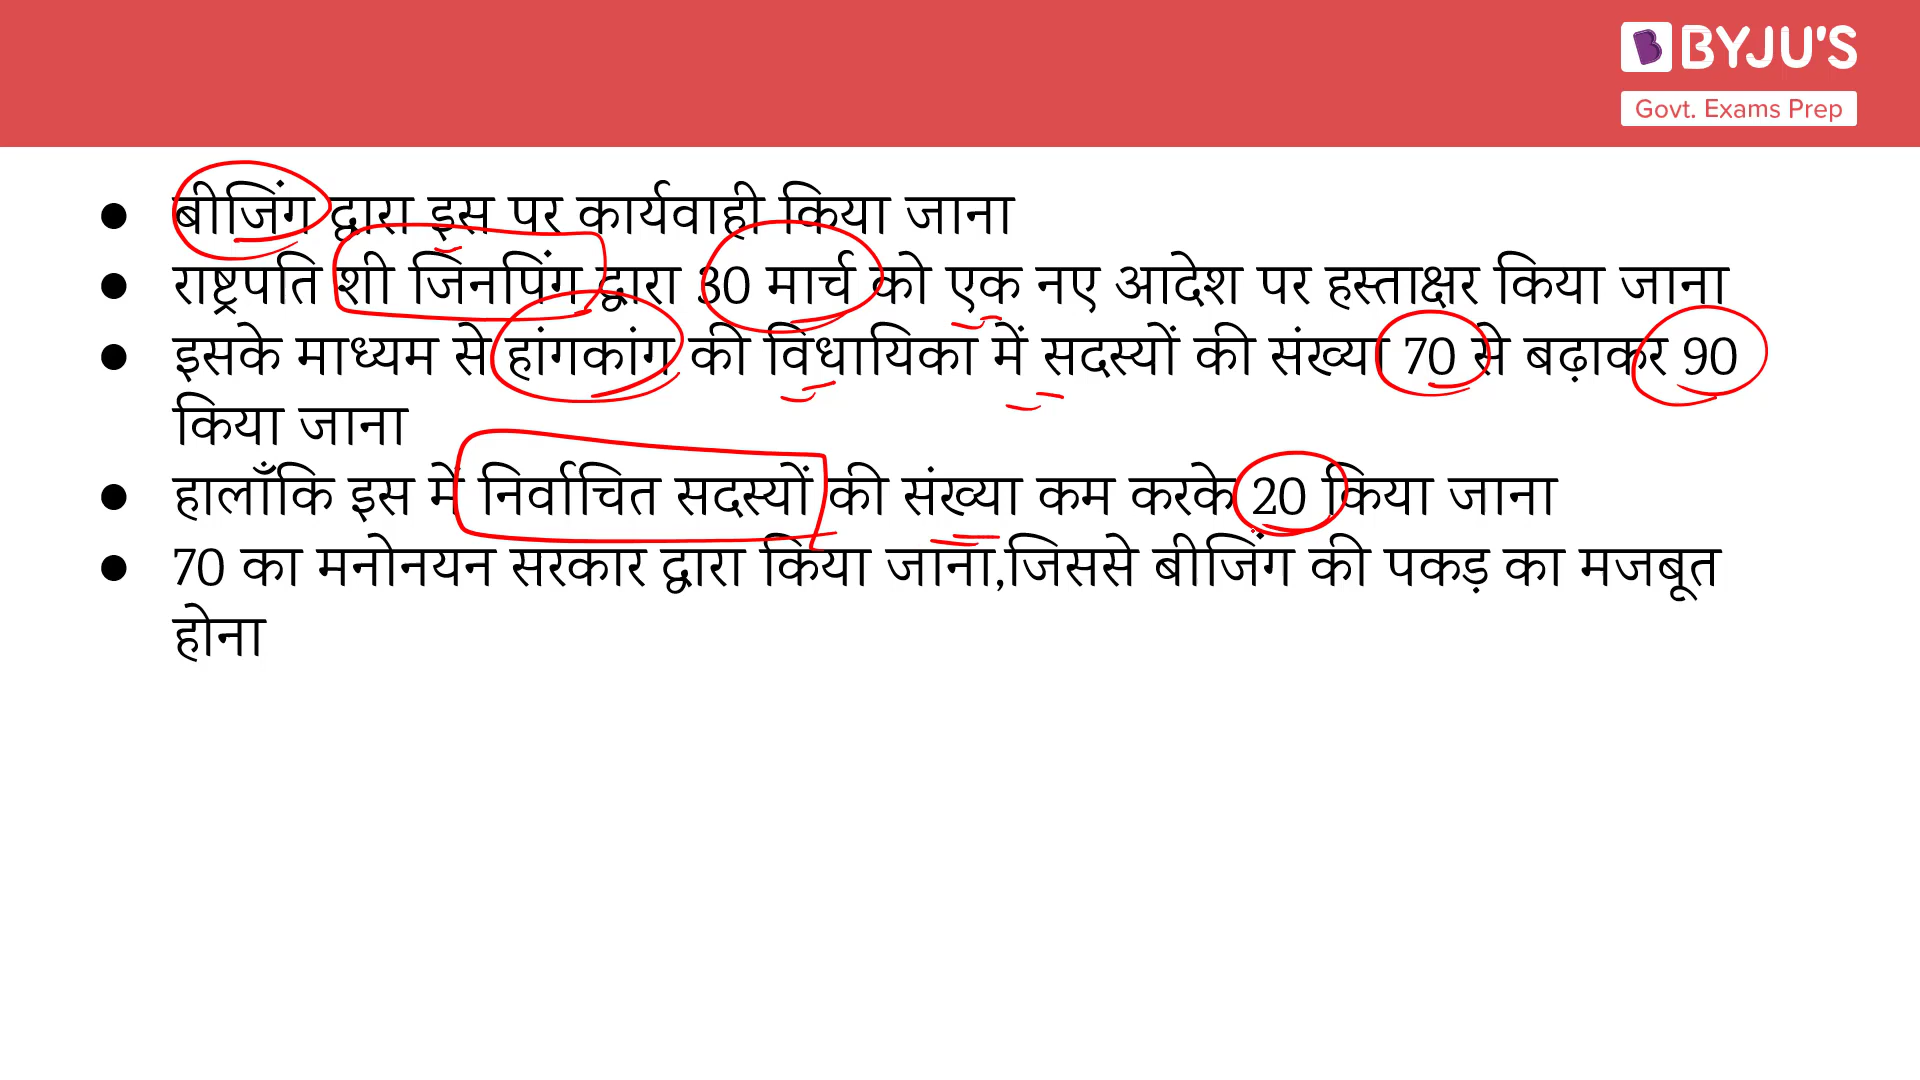 BYJU'S
Govt. Exams Prep
● बीजिंग द्वारा इस पर कार्यवाही किया जाना
● राष्ट्रपति शी जिनपिंग द्वारा 30 मार्च को एक नए आदेश पर हस्ताक्षर किया जाना
● इसके माध्यम से हांगकांग की विधायिका में सदस्यों की संख्या 70 से बढ़ाकर 90
किया जाना
● हालाँकि इस में निर्वाचित सदस्यों की संख्या कम करके 20 किया जाना
● 70 का मनोनयन सरकार द्वारा किया जाना,जिससे बीजिंग की पकड़ का मजबूत
होना